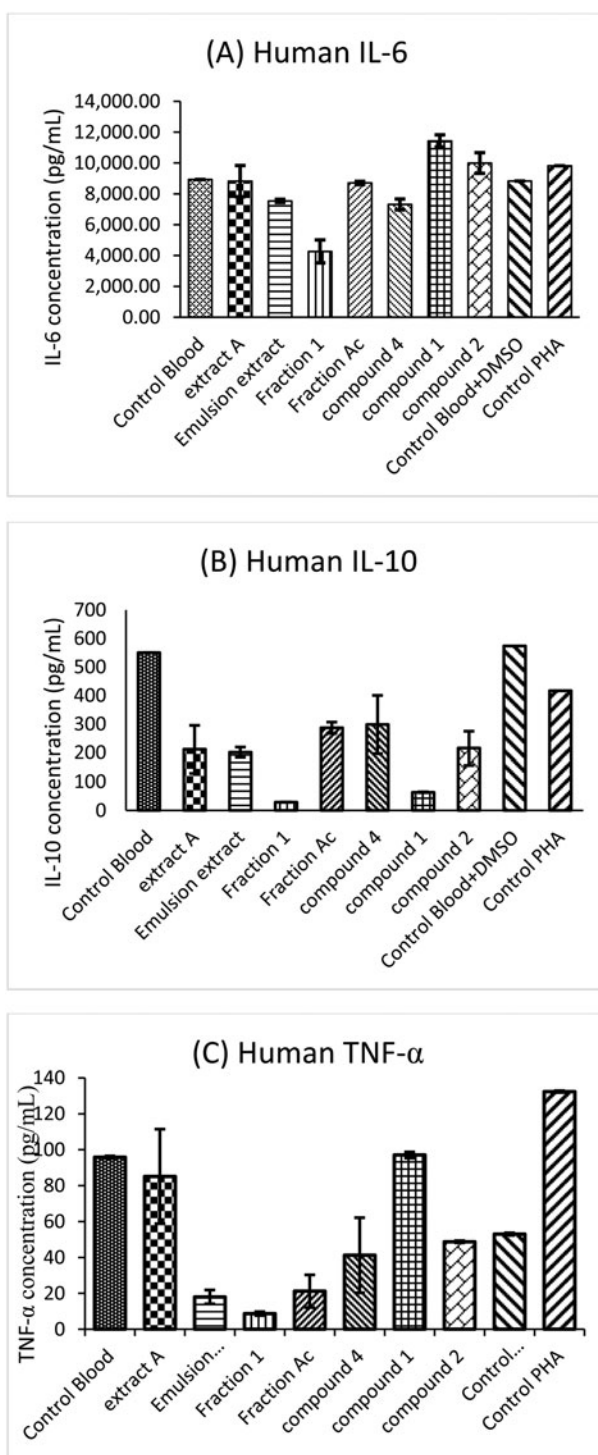 (A) Human IL-6
IL-6 concentration (pg/mL)
14,000.00
12,000.00
10,000.00
8,000.00
6,000.00
4,000.00
2,000.00
0.00
Control Blood
extract A
Emulsion extract
Fraction 1
Fraction Ac
compound 4
compound 1
compound 2
Control Blood+DMSO
Control PHA
(B) Human IL-10
IL-10 concentration (pg/mL)
700
600
500
400
300
200
100
0
Control Blood
extract A
Emulsion extract
Fraction 1
Fraction Ac
compound 4
compound 1
compound 2
Control Blood+DMSO
Control PHA
(C) Human TNF-α
TNF-α concentration (pg/mL)
140
120
100
80
60
40
20
0
Control Blood
extract A
Emulsion...
Fraction 1
Fraction Ac
compound 4
compound 1
compound 2
Control...
Control PHA